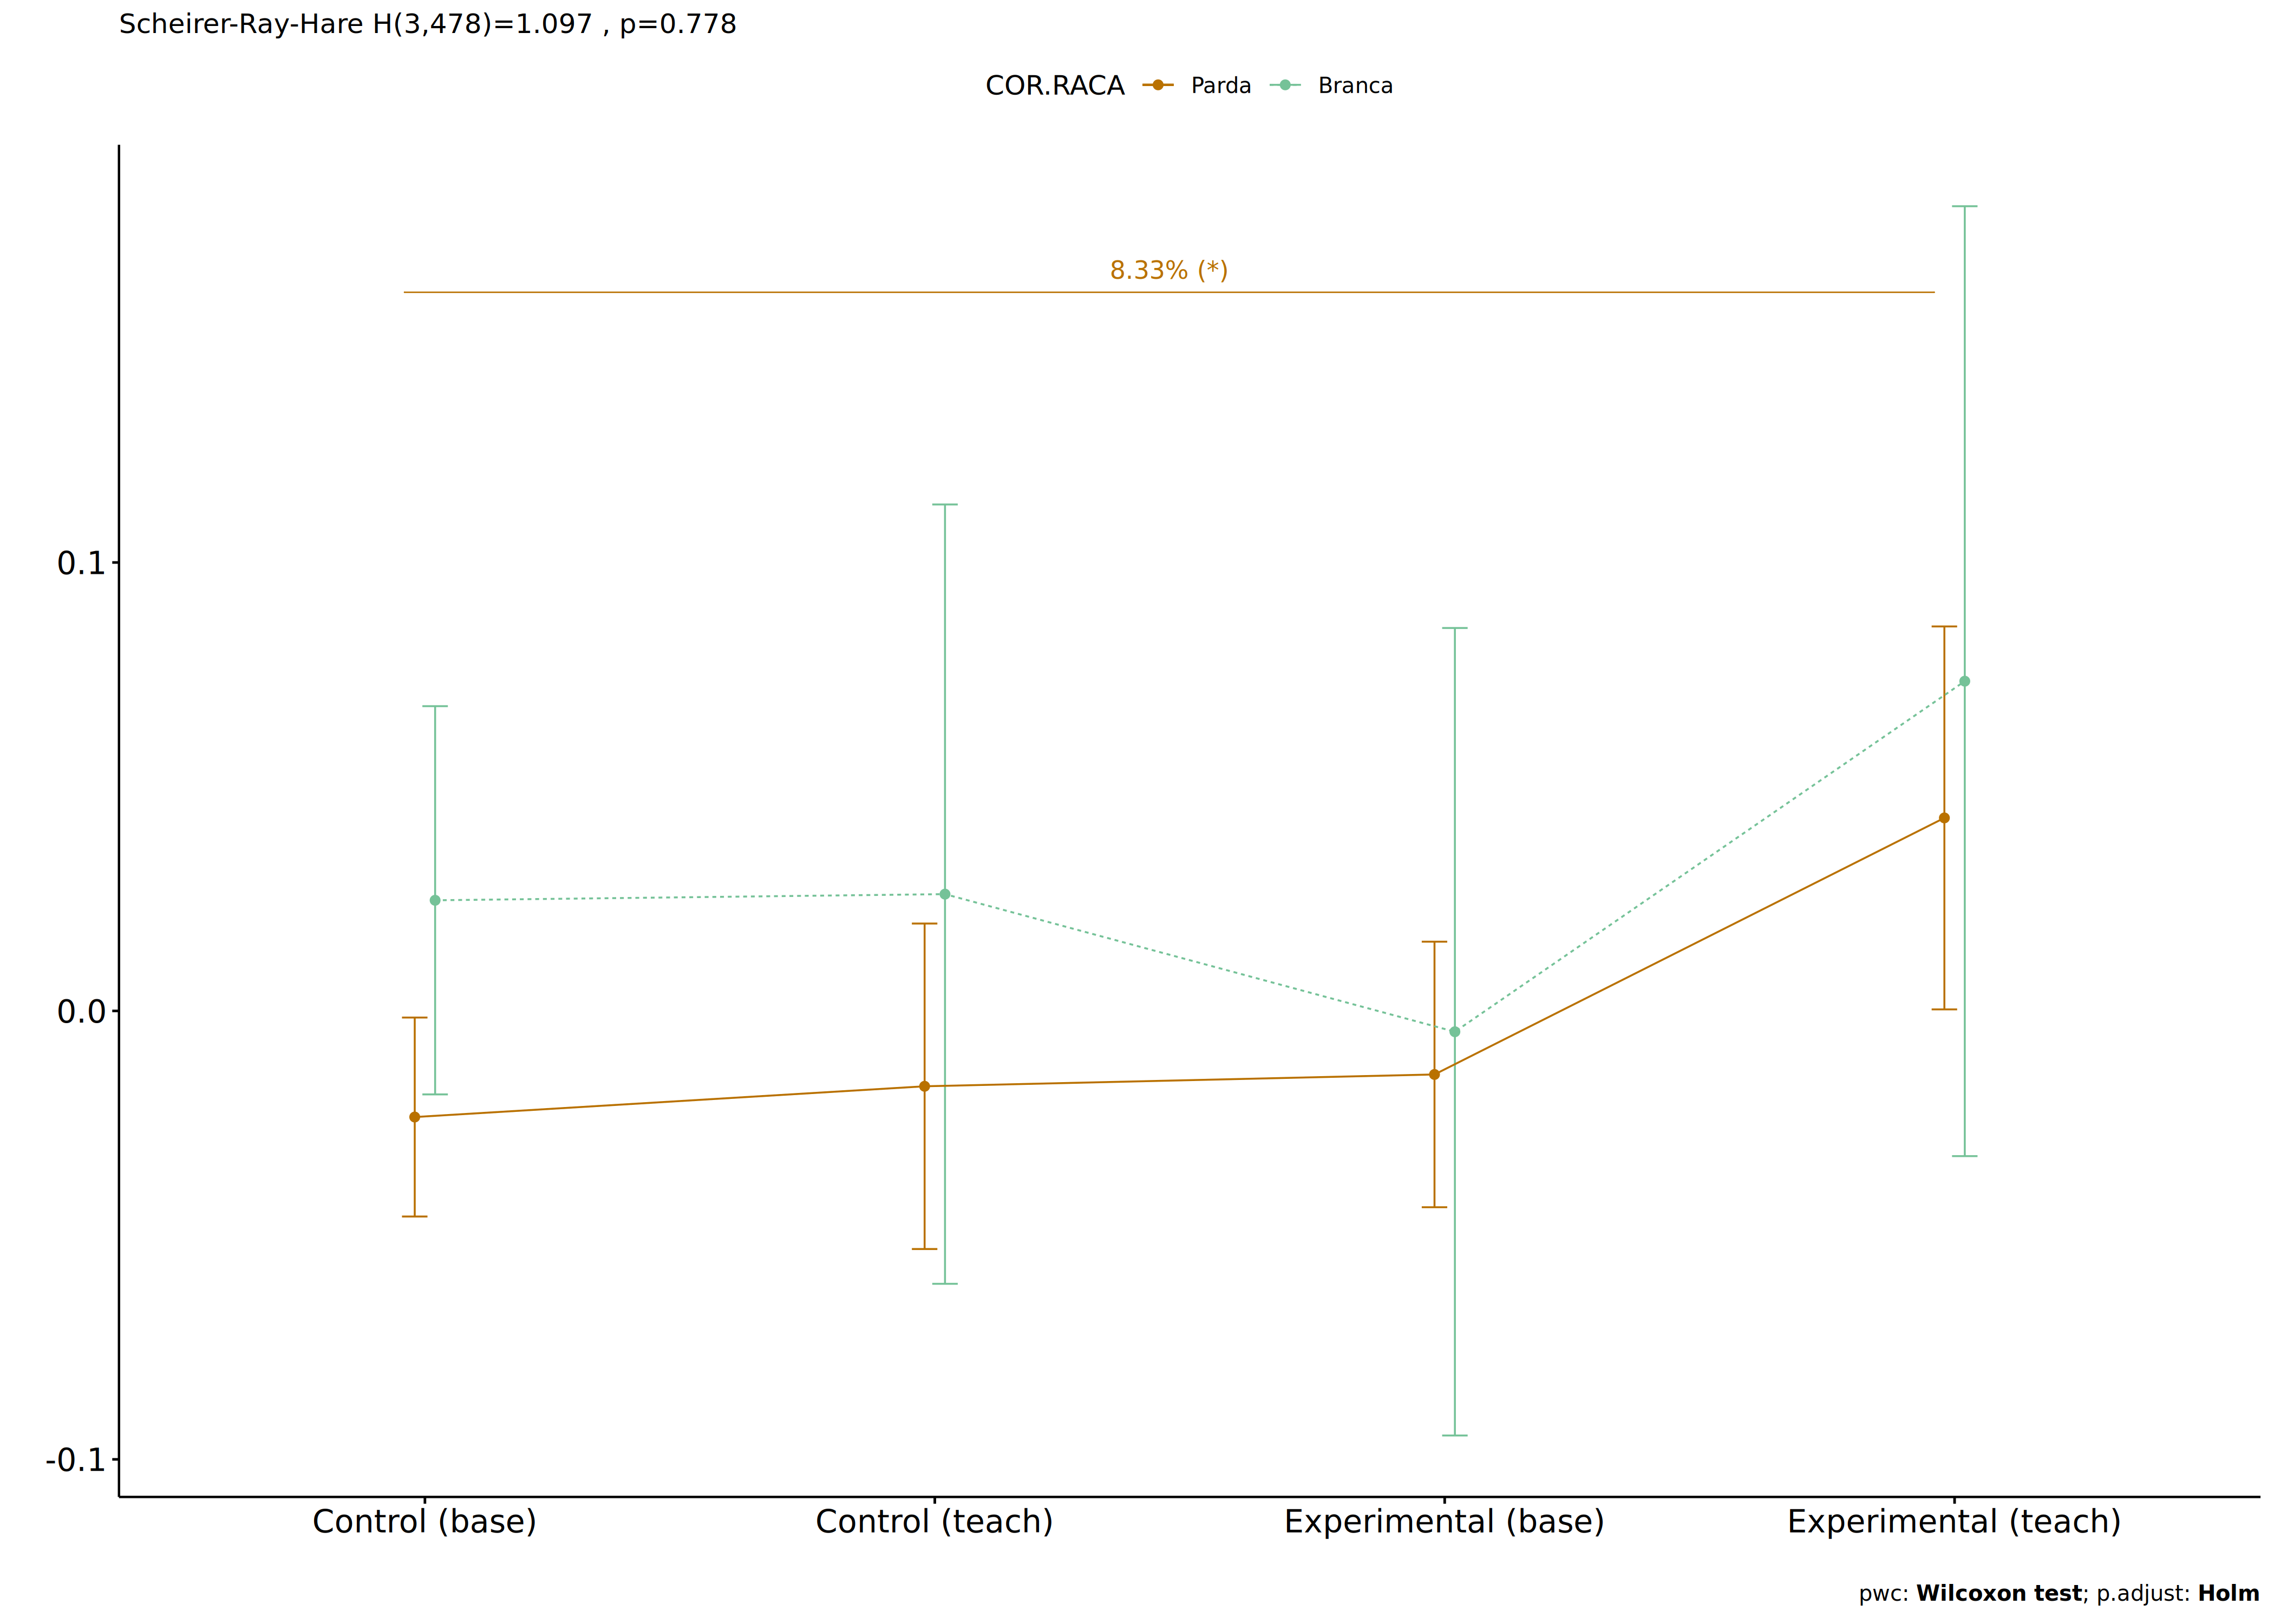 Scheirer-Ray-Hare H(3,478)=1.097 , p=0.778
COR.RACA Parda Branca
8.33% (*)
0.1
0.0
-0.1
Control (base) Control (teach) Experimental (base) Experimental (teach)
pwc: Wilcoxon test; p.adjust: Holm